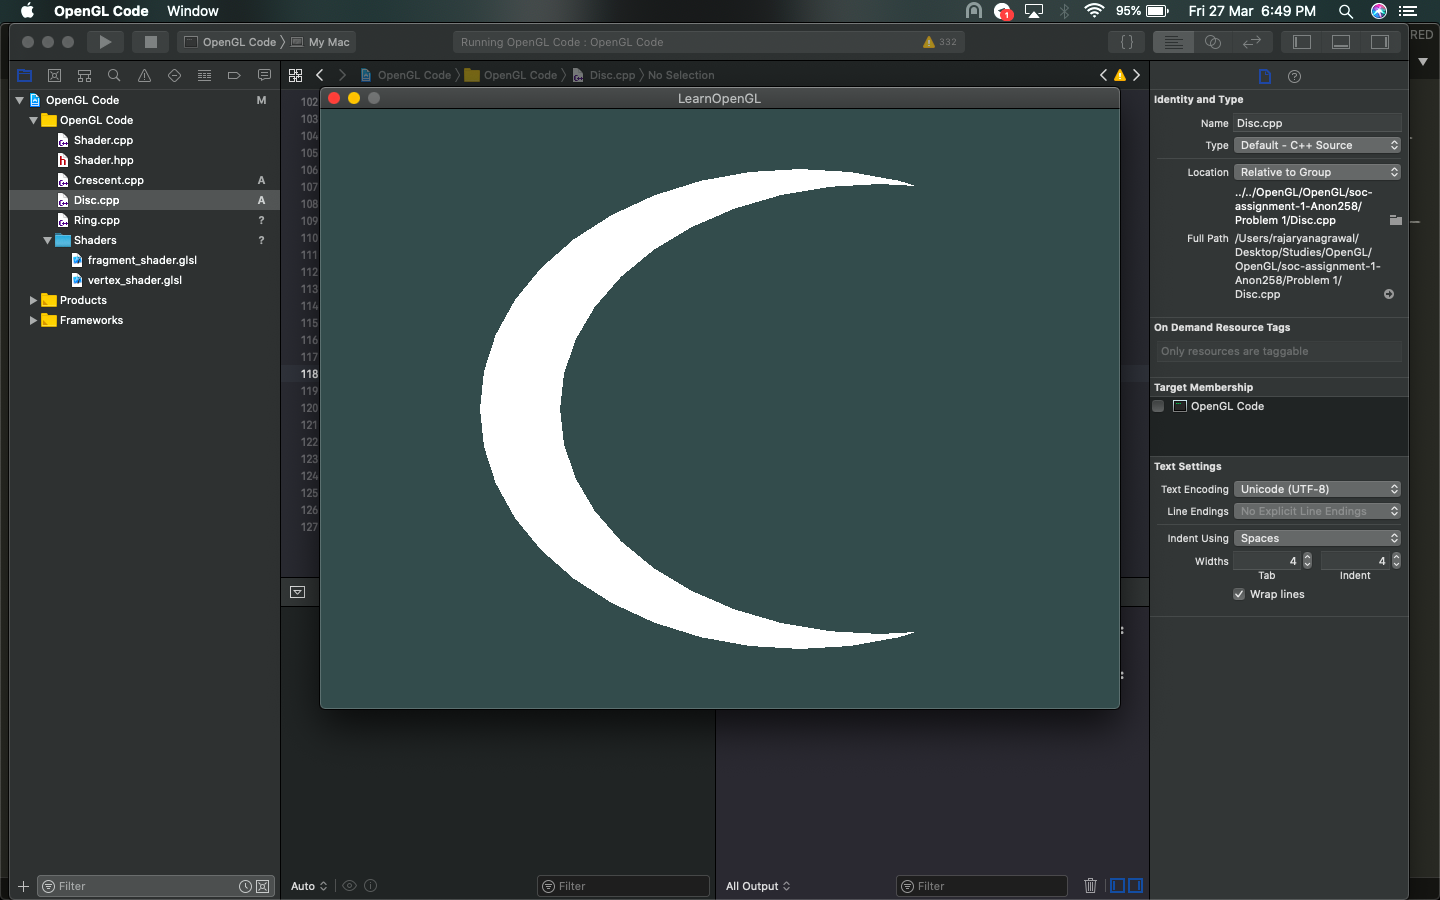 OpenGL Code Window 1 95% Fri 27 Mar 6:49 PM
OpenGL Code My Mac Running OpenGL Code : OpenGL Code 332 { } RED
OpenGL Code OpenGL Code Disc.cpp No Selection
OpenGL Code M
OpenGL Code
Shader.cpp
h Shader.hpp
Crescent.cpp A
Disc.cpp A
Ring.cpp ?
Shaders ?
fragment_shader.glsl
vertex_shader.glsl
Products
Frameworks
Filter
102
103
104
105
106
107
108
109
110
111
112
113
114
115
116
117
118
119
120
121
122
123
124
125
126
127
LearnOpenGL
Auto Filter
All Output Filter
Identity and Type
Name Disc.cpp
Type Default - C++ Source
Location Relative to Group
../../OpenGL/OpenGL/soc-
assignment-1-Anon258/
Problem 1/Disc.cpp
Full Path /Users/rajaryanagrawal/
Desktop/Studies/OpenGL/
OpenGL/soc-assignment-1-
Anon258/Problem 1/
Disc.cpp
On Demand Resource Tags
Only resources are taggable
Target Membership
OpenGL Code
Text Settings
Text Encoding Unicode (UTF-8)
Line Endings No Explicit Line Endings
Indent Using Spaces
Widths 4 4
Tab Indent
Wrap lines